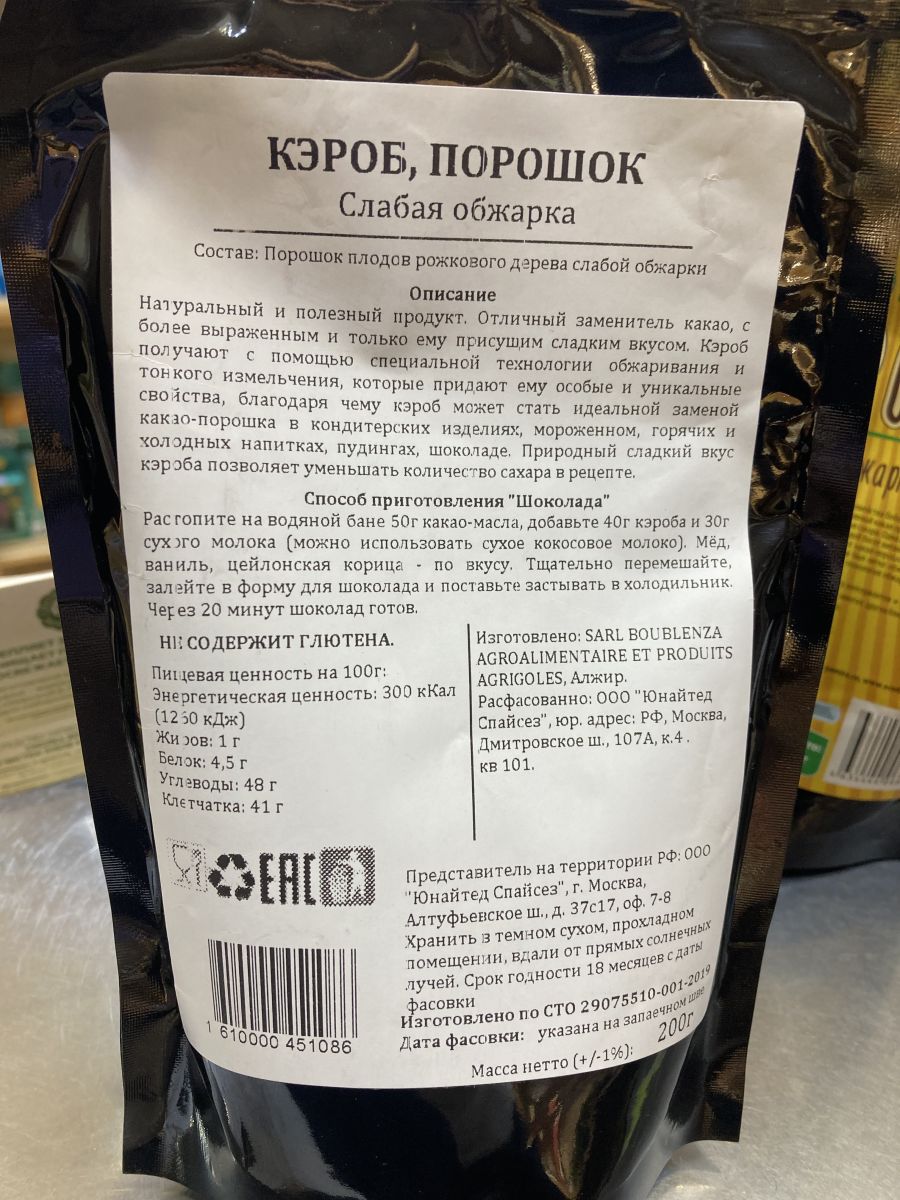 КЭРОБ, ПОРОШОК
Слабая обжарка
Состав: Порошок плодов рожкового дерева слабой обжарки
Описание
Натуральный и полезный продукт. Отличный заменитель какао, с
более выраженным и только ему присущим сладким вкусом. Кэроб
получают с помощью специальной технологии обжаривания и
тонкого измельчения, которые придают ему особые и уникальные
свойства, благодаря чему кэроб может стать идеальной заменой
какао-порошка в кондитерских изделиях, мороженном, горячих и
холодных напитках, пудингах, шоколаде. Природный сладкий вкус
кэроба позволяет уменьшать количество сахара в рецепте.
Способ приготовления "Шоколада"
Растопите на водяной бане 50г какао-масла, добавьте 40г кэроба и 30г
сухого молока (можно использовать сухое кокосовое молоко). Мёд,
ваниль, цейлонская корица - по вкусу. Тщательно перемешайте,
залейте в форму для шоколада и поставьте застывать в холодильник.
Через 20 минут шоколад готов.
НЕ СОДЕРЖИТ ГЛЮТЕНА.
Пищевая ценность на 100г:
Энергетическая ценность: 300 кКал
(1250 кДж)
Жиров: 1 г
Белок: 4,5 г
Углеводы: 48 г
Клетчатка: 41 г
Изготовлено: SARL BOUBLENZA
AGROALIMENTAIRE ET PRODUITS
AGRIGOLES, Алжир.
Расфасованно: ООО "Юнайтед
Спайсез", юр. адрес: РФ, Москва,
Дмитровское ш., 107А, к.4 .
кв 101.
EAC
Представитель на территории РФ: ООО
"Юнайтед Спайсез", г. Москва,
Алтуфьевское ш., д. 37с17, оф. 7-8
Хранить в темном сухом, прохладном
помещении, вдали от прямых солнечных
лучей. Срок годности 18 месяцев с даты
фасовки
Изготовлено по СТО 29075510-001-2019
Дата фасовки: указана на запаечном шве
Масса нетто (+/-1%): 200г
1 610000 451086